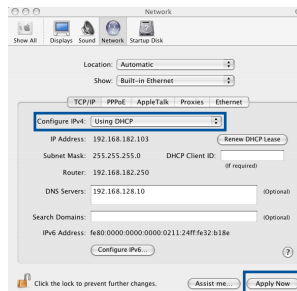 Network
Show All Displays Sound Network Startup Disk
Location: Automatic
Show: Built-in Ethernet
TCP/IP PPPoE AppleTalk Proxies Ethernet
Configure IPv4: Using DHCP
IP Address: 192.168.182.103 Renew DHCP Lease
Subnet Mask: 255.255.255.0 DHCP Client ID:
(If required)
Router: 192.168.182.250
DNS Servers: 192.168.128.10 (Optional)
Search Domains: (Optional)
IPv6 Address: fe80:0000:0000:0000:0211:24ff:fe32:b18e
Configure IPv6... ?
Click the lock to prevent further changes. Assist me... Apply Now